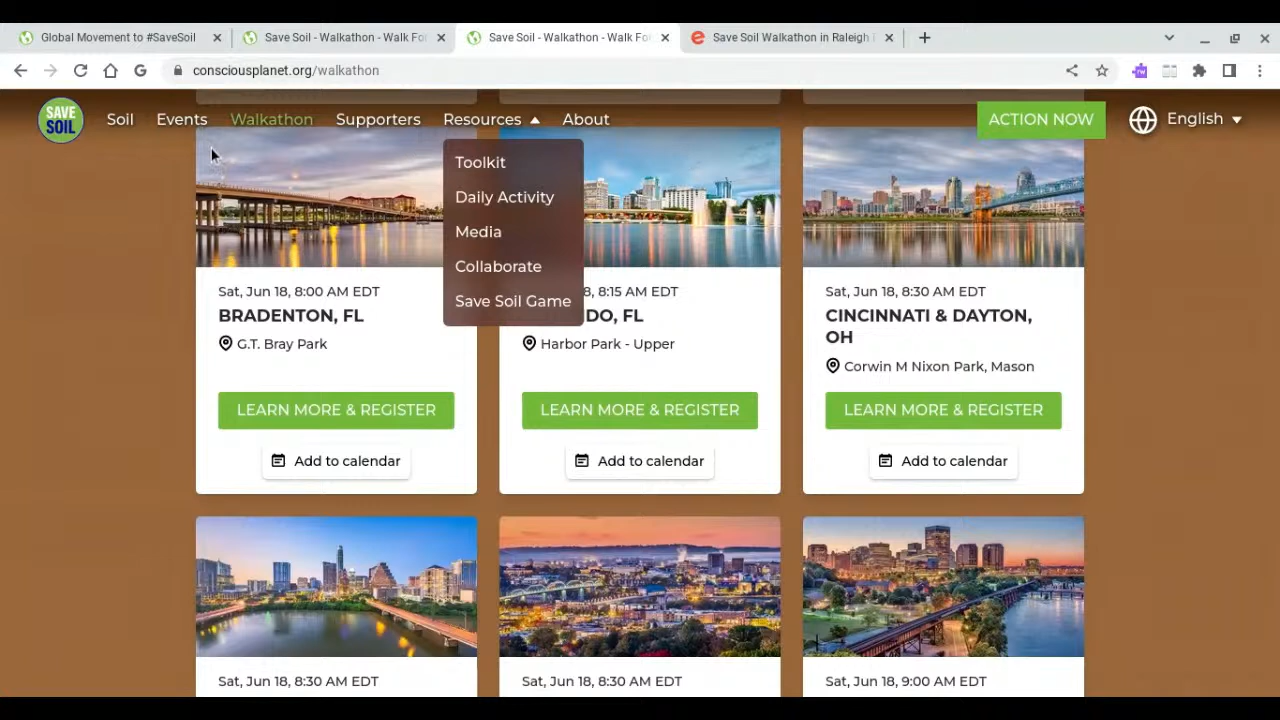 Global Movement to #SaveSoil
Save Soil - Walkathon - Walk Fo
Save Soil - Walkathon - Walk Fo
Save Soil Walkathon in Raleigh
consciousplanet.org/walkathon
SAVE
SOIL
Soil
Events
Walkathon
Supporters
Resources
About
ACTION NOW
English
Toolkit
Daily Activity
Media
Collaborate
Save Soil Game
Sat, Jun 18, 8:00 AM EDT
BRADENTON, FL
G.T. Bray Park
LEARN MORE & REGISTER
Add to calendar
8, 8:15 AM EDT
DO, FL
Harbor Park - Upper
LEARN MORE & REGISTER
Add to calendar
Sat, Jun 18, 8:30 AM EDT
CINCINNATI & DAYTON,
OH
Corwin M Nixon Park, Mason
LEARN MORE & REGISTER
Add to calendar
Sat, Jun 18, 8:30 AM EDT
Sat, Jun 18, 8:30 AM EDT
Sat, Jun 18, 9:00 AM EDT